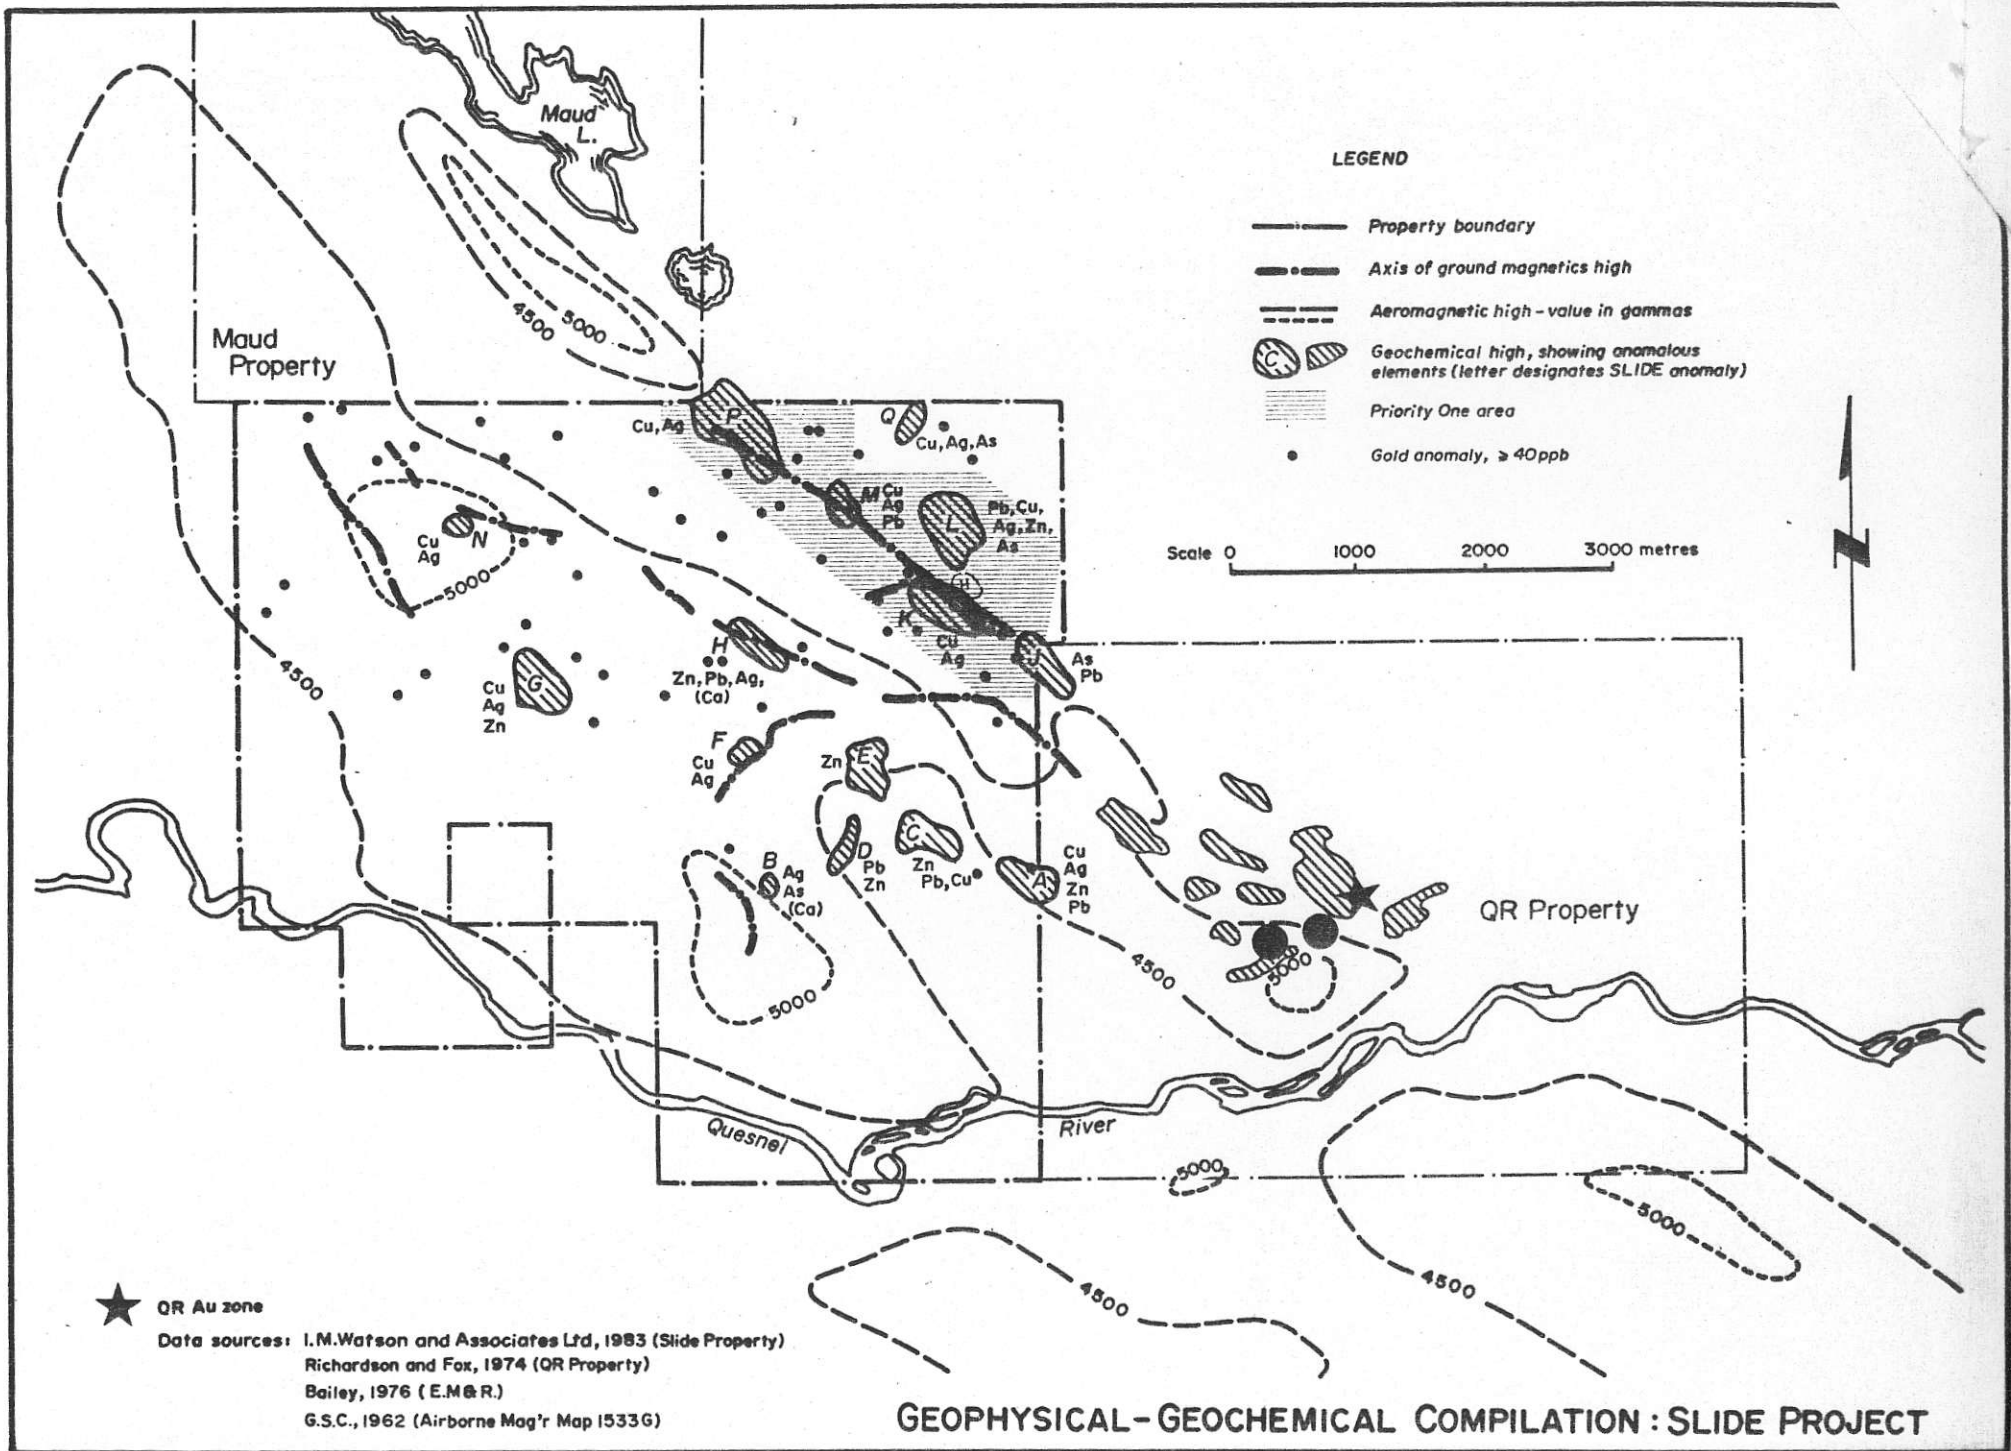 Maud
L.
LEGEND
Property boundary
Axis of ground magnetics high
Aeromagnetic high - value in gammas
C
Geochemical high, showing anomalous
elements (letter designates SLIDE anomaly)
Priority One area
Gold anomaly, ≥ 40ppb
4500
5000
Maud
Property
P
Cu, Ag
Q
Cu, Ag, As
M
Cu
Ag
Pb
L
Pb, Cu,
Ag, Zn,
As
Scale 0 1000 2000 3000 metres
N
N
Cu
Ag
5000
H
K
Cu
Ag
J
As
Pb
4500
G
Cu
Ag
Zn
H
Zn, Pb, Ag,
(Ca)
F
Cu
Ag
E
Zn
C
Zn
Pb, Cu
D
Pb
Zn
B
Ag
As
(Ca)
A
Cu
Ag
Zn
Pb
QR Property
4500
5000
5000
Quesnel
River
5000
5000
4500
4500
QR Au zone
Data sources: I.M.Watson and Associates Ltd, 1983 (Slide Property)
Richardson and Fox, 1974 (QR Property)
Bailey, 1976 ( E.M & R.)
G.S.C., 1962 (Airborne Mag'r Map 1533G)
GEOPHYSICAL-GEOCHEMICAL COMPILATION : SLIDE PROJECT